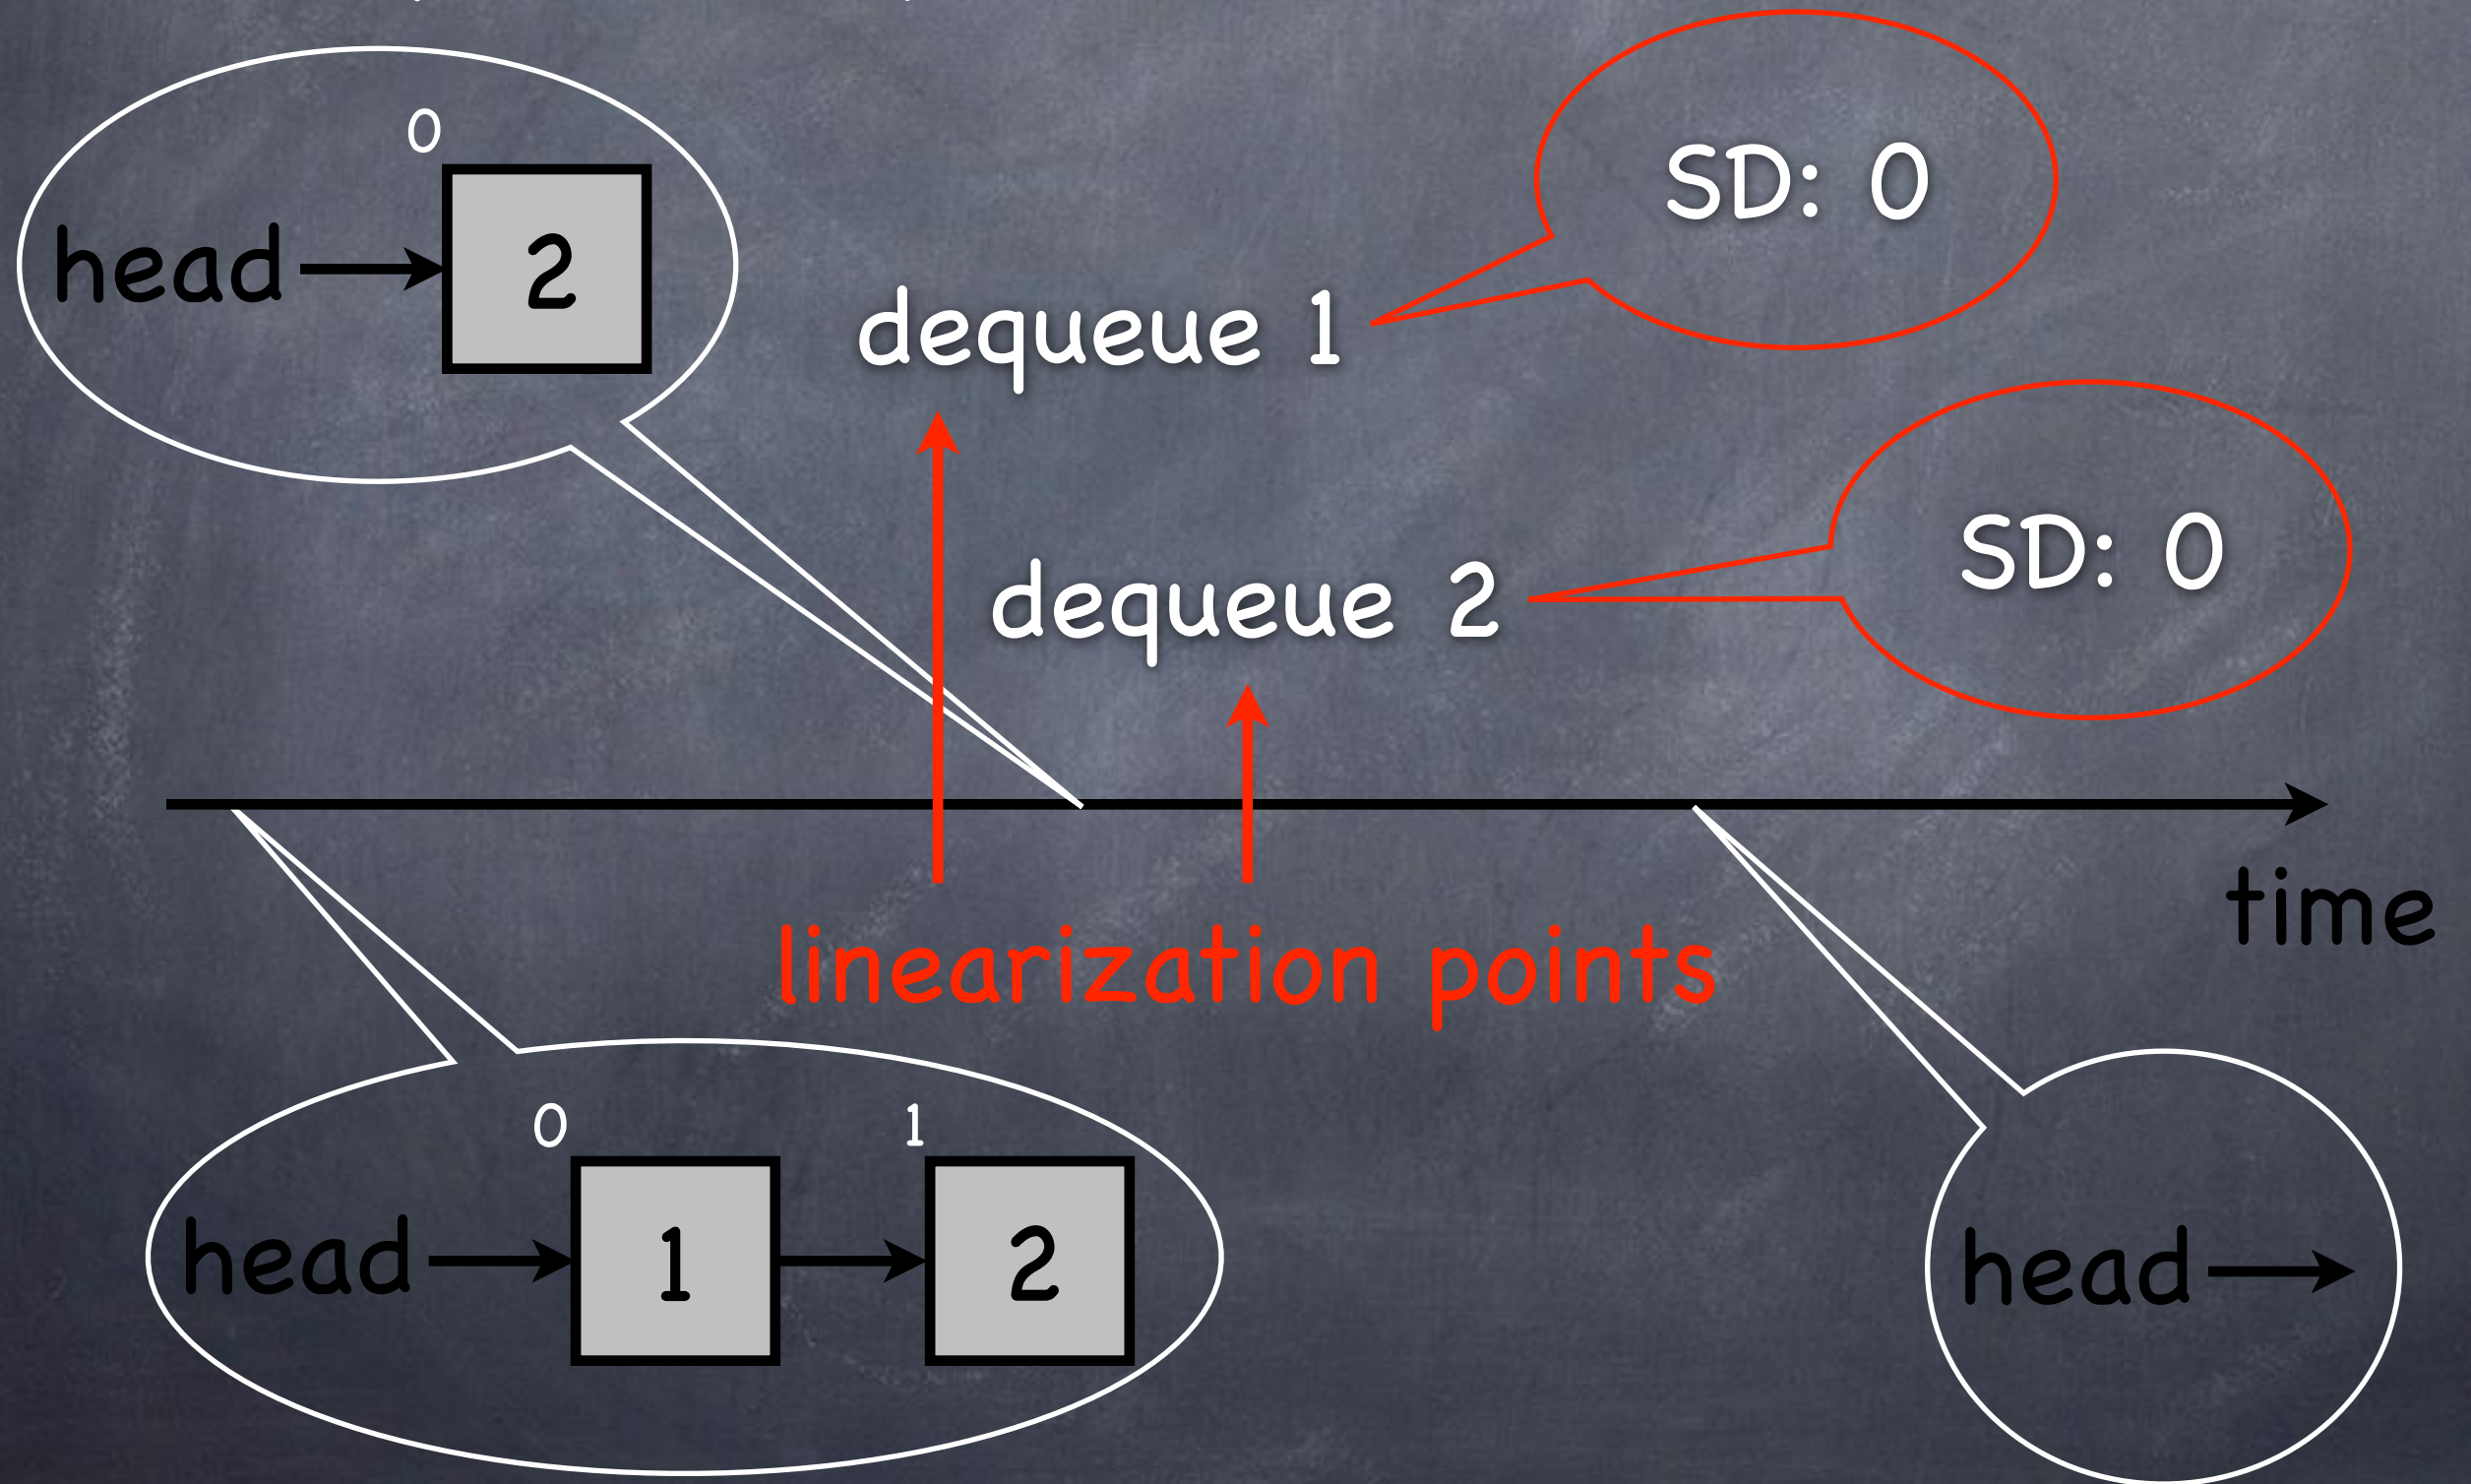 0
head
2
SD: 0
dequeue 1
SD: 0
dequeue 2
time
linearization points
0
1
head
1
2
head